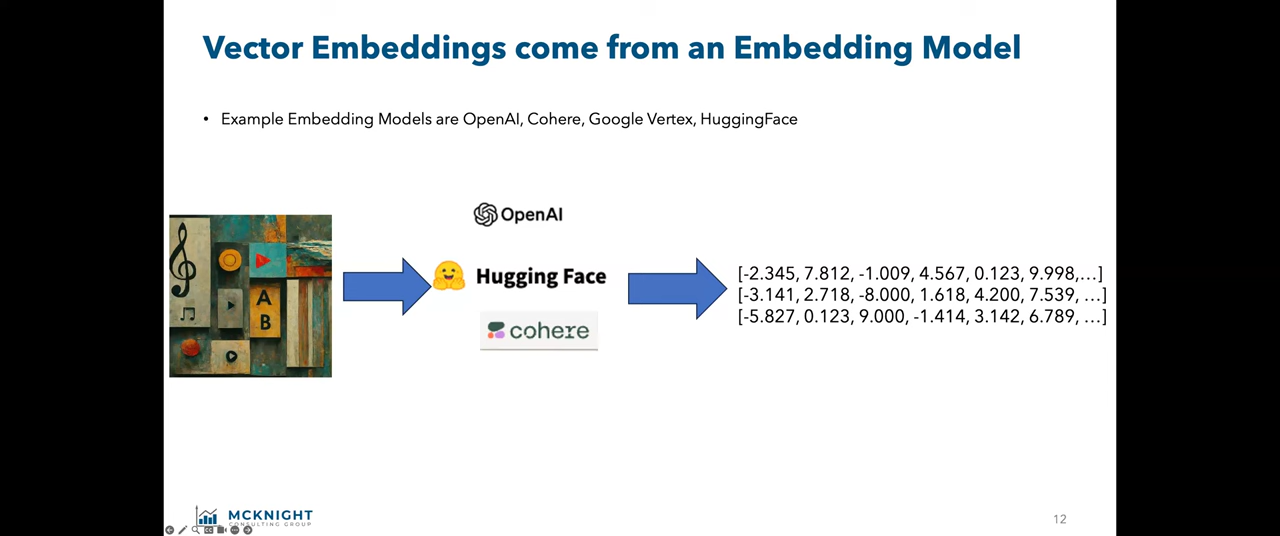 Vector Embeddings come from an Embedding Model
• Example Embedding Models are OpenAI, Cohere, Google Vertex, HuggingFace
A
B
OpenAI
Hugging Face
cohere
[-2.345, 7.812, -1.009, 4.567, 0.123, 9.998,...]
[-3.141, 2.718, -8.000, 1.618, 4.200, 7.539, ...]
[-5.827, 0.123, 9.000, -1.414, 3.142, 6.789, ...]
MCKNIGHT
CONSULTING GROUP
12